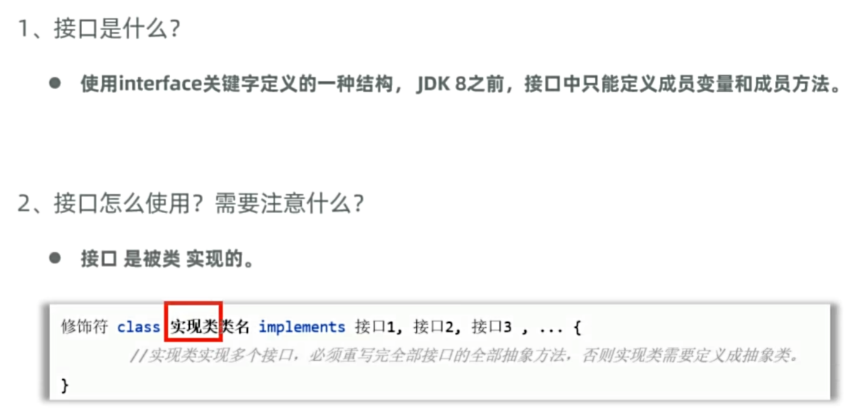 1、接口是什么？
● 使用interface关键字定义的一种结构， JDK 8之前，接口中只能定义成员变量和成员方法。
2、接口怎么使用？需要注意什么？
● 接口 是被类 实现的。
修饰符 class 实现类类名 implements 接口1, 接口2, 接口3 , ... {
//实现类实现多个接口，必须重写完全部接口的全部抽象方法，否则实现类需要定义成抽象类。
}